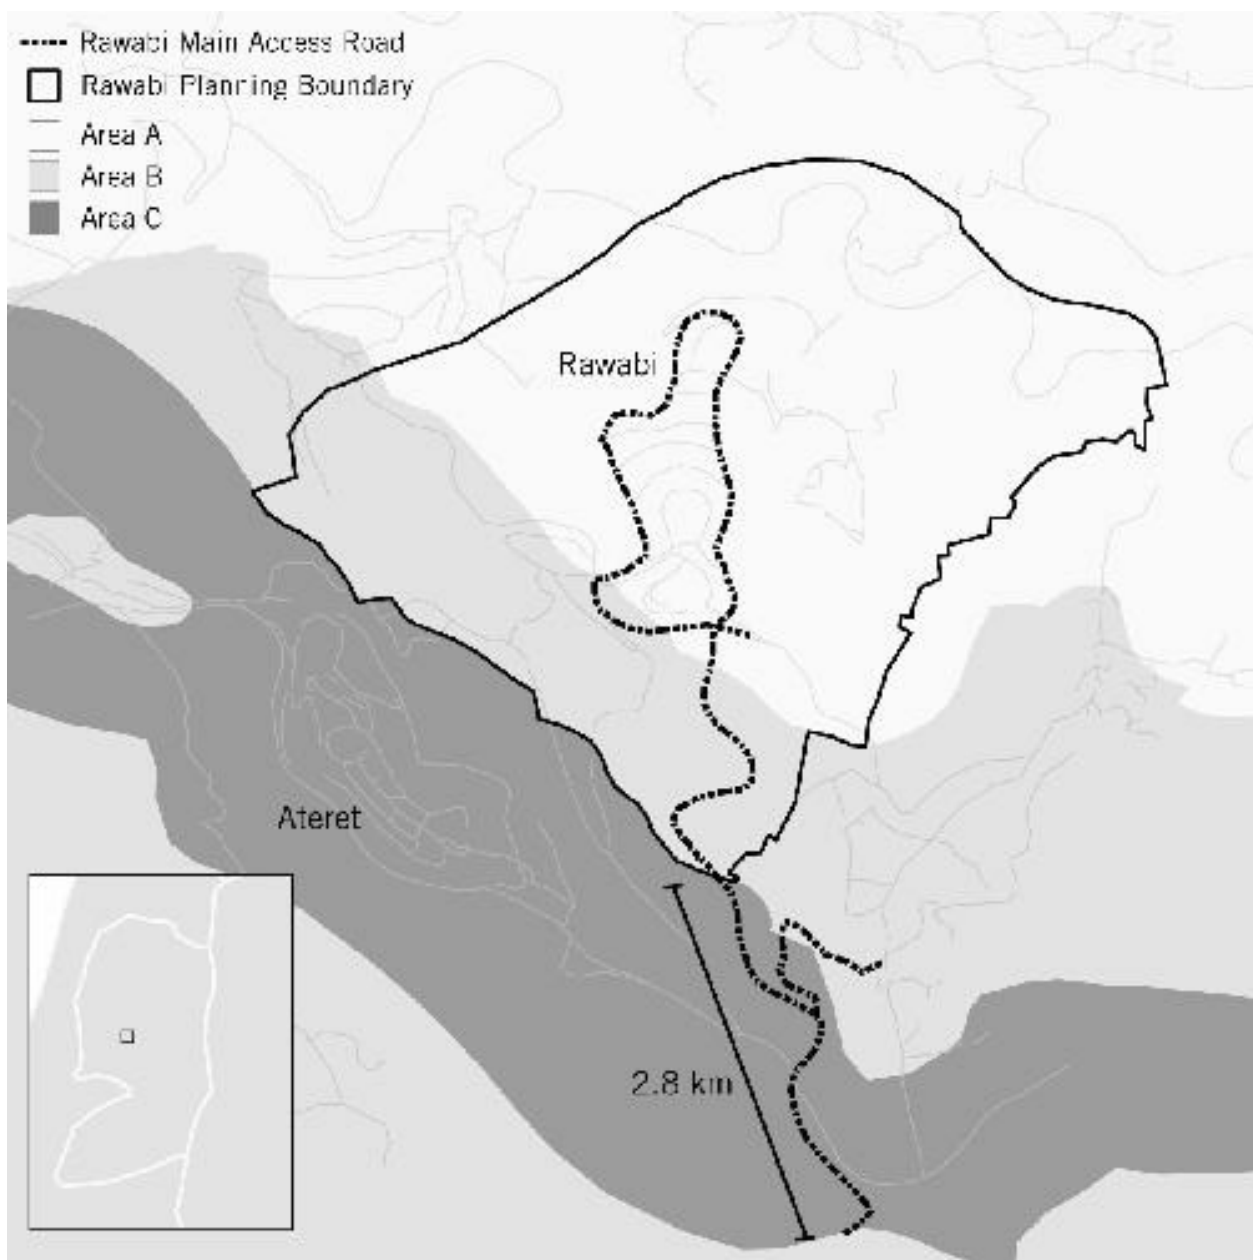 Rawabi Main Access Road
Rawabi Planning Boundary
Area A
Area B
Area C
Rawabi
Ateret
2.8 km